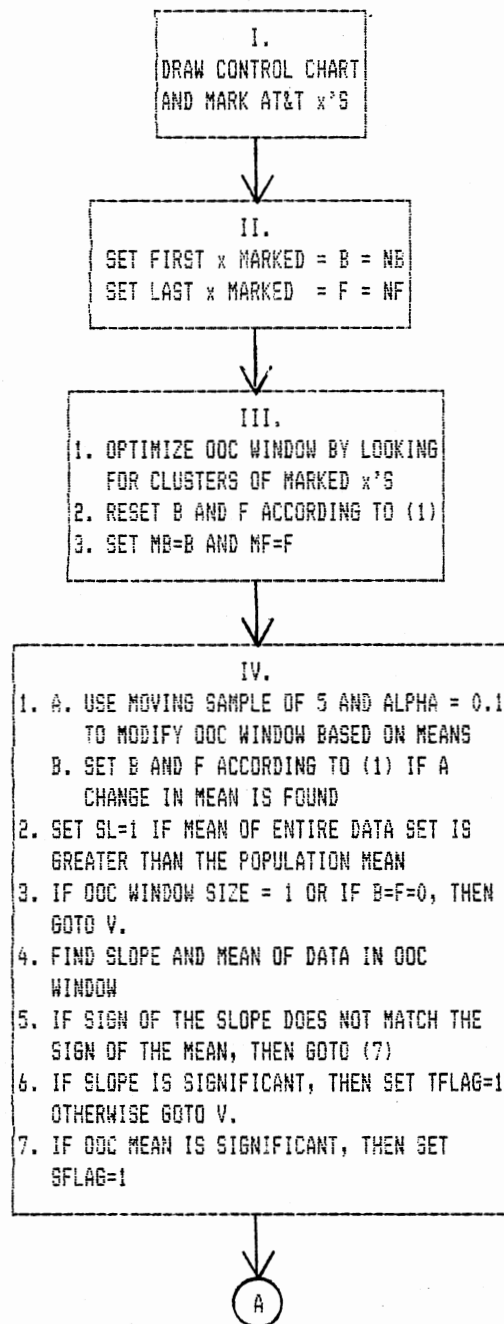 I.
DRAW CONTROL CHART
AND MARK AT&T x'S
II.
SET FIRST x MARKED = B = NB
SET LAST x MARKED = F = NF
III.
1. OPTIMIZE OOC WINDOW BY LOOKING
FOR CLUSTERS OF MARKED x'S
2. RESET B AND F ACCORDING TO (1)
3. SET MB=B AND MF=F
IV.
1. A. USE MOVING SAMPLE OF 5 AND ALPHA = 0.1
TO MODIFY OOC WINDOW BASED ON MEANS
B. SET B AND F ACCORDING TO (1) IF A
CHANGE IN MEAN IS FOUND
2. SET SL=1 IF MEAN OF ENTIRE DATA SET IS
GREATER THAN THE POPULATION MEAN
3. IF OOC WINDOW SIZE = 1 OR IF B=F=0, THEN
GOTO V.
4. FIND SLOPE AND MEAN OF DATA IN OOC
WINDOW
5. IF SIGN OF THE SLOPE DOES NOT MATCH THE
SIGN OF THE MEAN, THEN GOTO (7)
6. IF SLOPE IS SIGNIFICANT, THEN SET TFLAG=1
OTHERWISE GOTO V.
7. IF OOC MEAN IS SIGNIFICANT, THEN SET
SFLAG=1
A